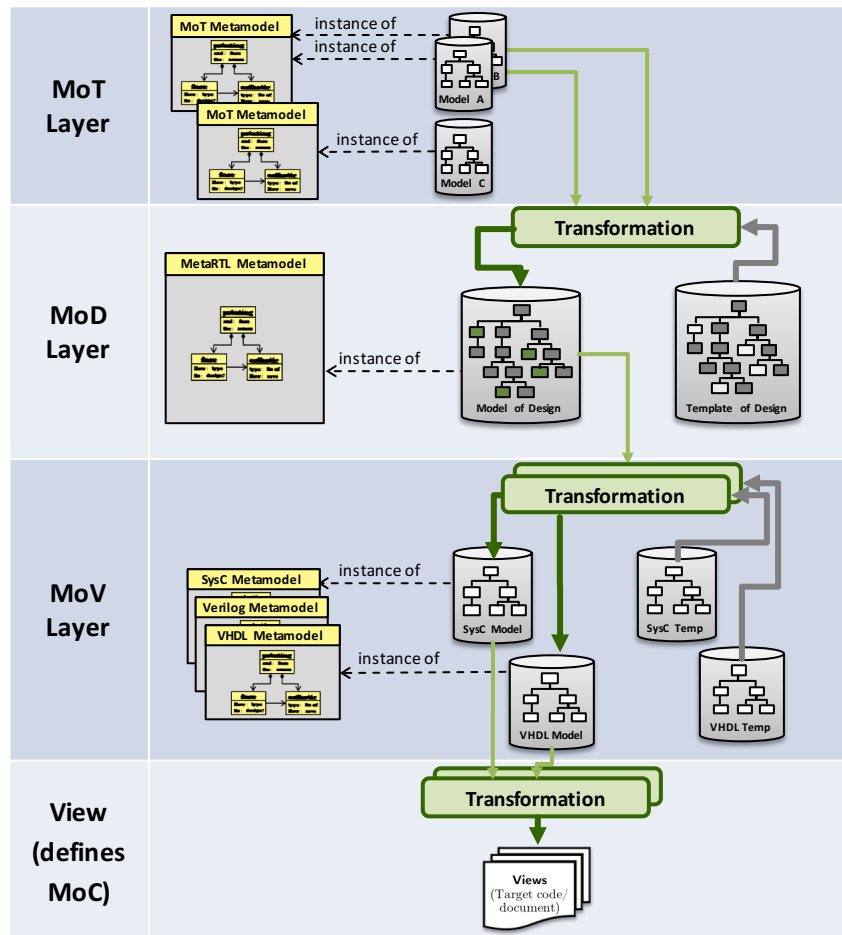 MoT
Layer
MoT Metamodel
MoT Metamodel
instance of
instance of
instance of
B
Model A
Model C
MoD
Layer
Transformation
MetaRTL Metamodel
instance of
Model of Design
Template of Design
MoV
Layer
Transformation
SysC Metamodel
Verilog Metamodel
VHDL Metamodel
instance of
instance of
SysC Model
VHDL Model
SysC Temp
VHDL Temp
View
(defines
MoC)
Transformation
Views
(Target code/
document)